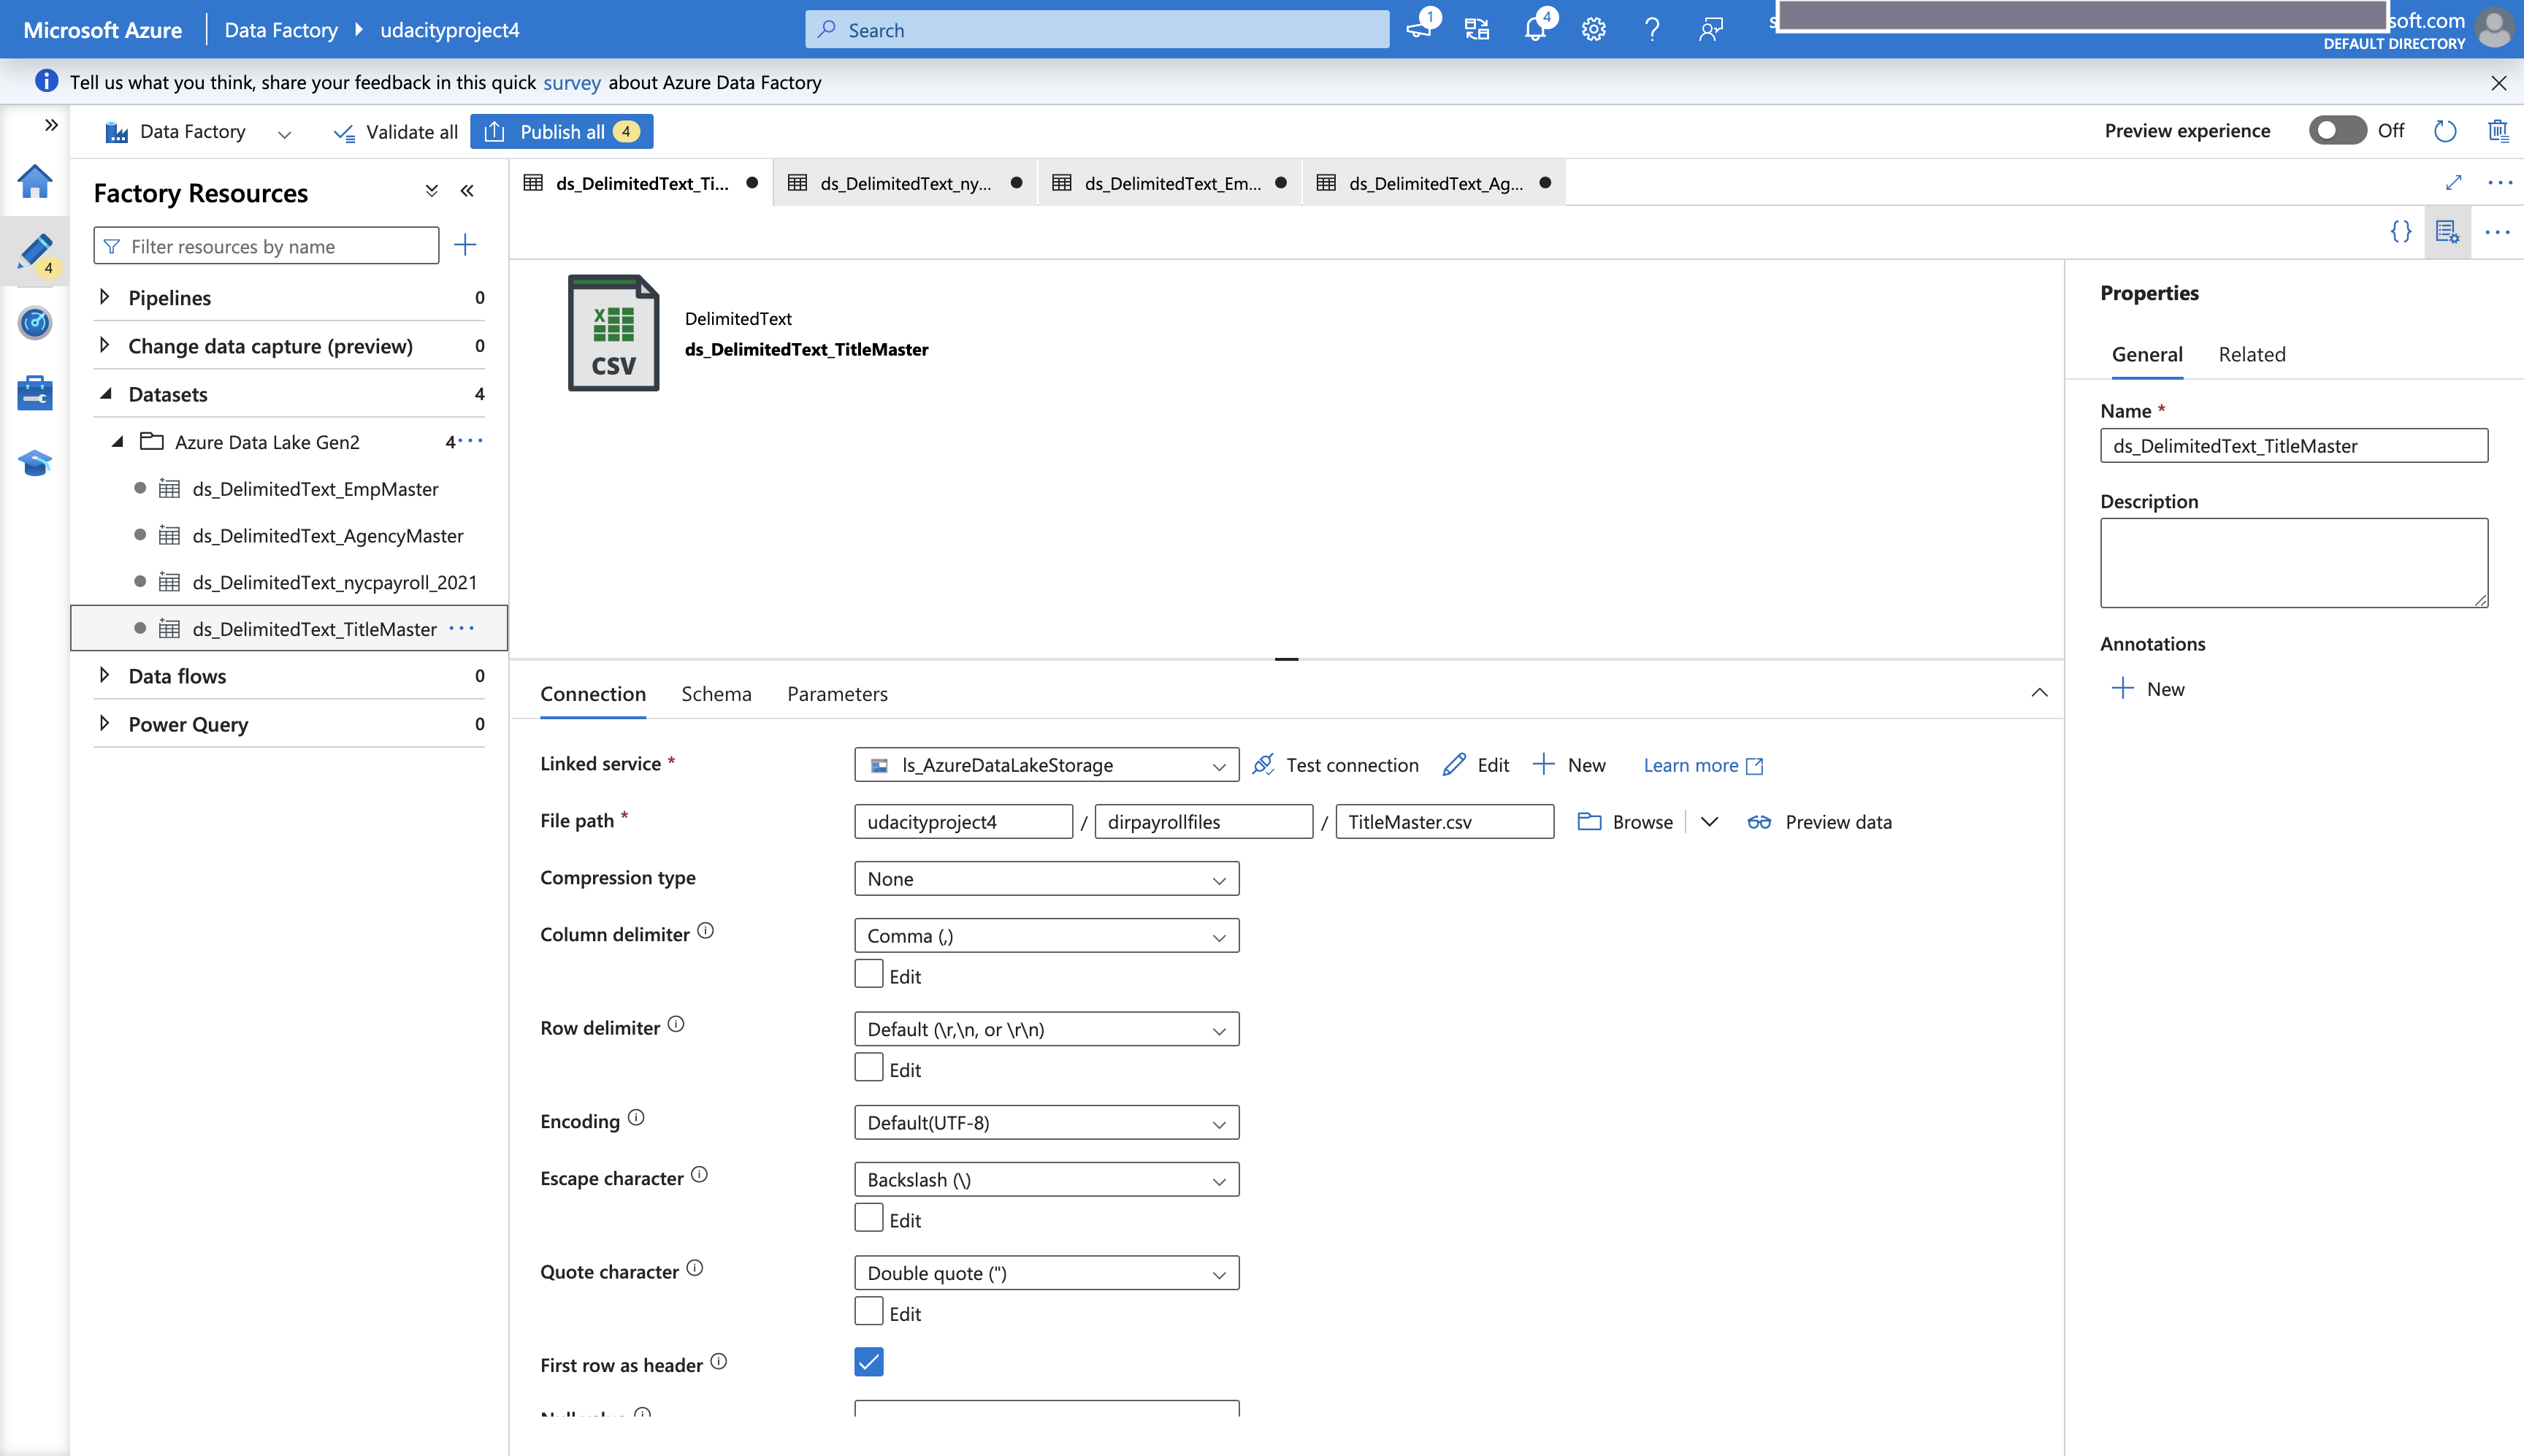 Microsoft Azure
Data Factory
udacityproject4
Search
1
4
soft.com
DEFAULT DIRECTORY
Tell us what you think, share your feedback in this quick survey about Azure Data Factory
Data Factory
Validate all
Publish all 4
Preview experience
Off
4
Factory Resources
Filter resources by name
Pipelines 0
Change data capture (preview) 0
Datasets 4
Azure Data Lake Gen2 4
ds_DelimitedText_EmpMaster
ds_DelimitedText_AgencyMaster
ds_DelimitedText_nycpayroll_2021
ds_DelimitedText_TitleMaster
Data flows 0
Power Query 0
ds_DelimitedText_Ti...
ds_DelimitedText_ny...
ds_DelimitedText_Em...
ds_DelimitedText_Ag...
X
CSV
DelimitedText
ds_DelimitedText_TitleMaster
Connection
Schema
Parameters
Linked service *
ls_AzureDataLakeStorage
Test connection
Edit
New
Learn more
File path *
udacityproject4 / dirpayrollfiles / TitleMaster.csv
Browse
Preview data
Compression type
None
Column delimiter
Comma (,)
Edit
Row delimiter
Default (\r,\n, or \r\n)
Edit
Encoding
Default(UTF-8)
Escape character
Backslash (\)
Edit
Quote character
Double quote (")
Edit
First row as header
Properties
General
Related
Name *
ds_DelimitedText_TitleMaster
Description
Annotations
New